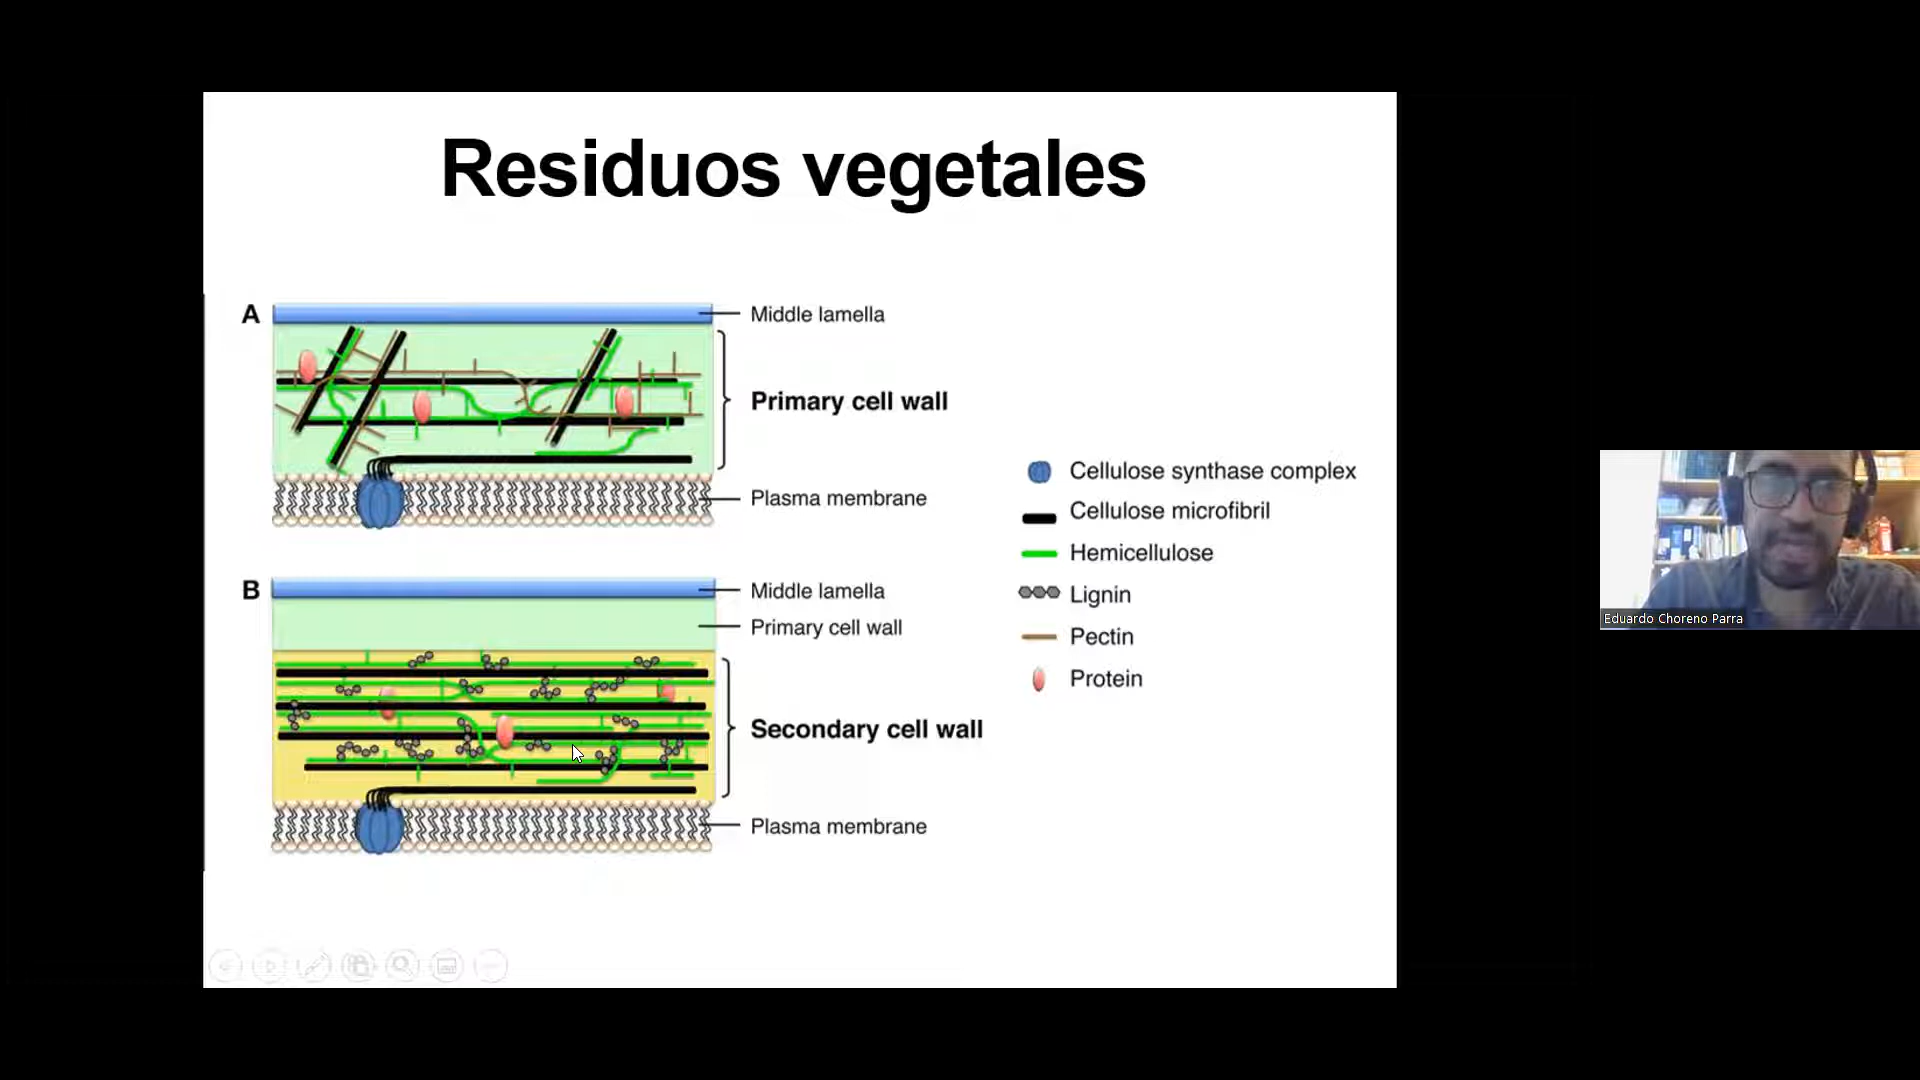 Residuos vegetales
A
Middle lamella
Primary cell wall
Plasma membrane
B
Middle lamella
Primary cell wall
Secondary cell wall
Plasma membrane
Cellulose synthase complex
Cellulose microfibril
Hemicellulose
Lignin
Pectin
Protein
Eduardo Choreno Parra